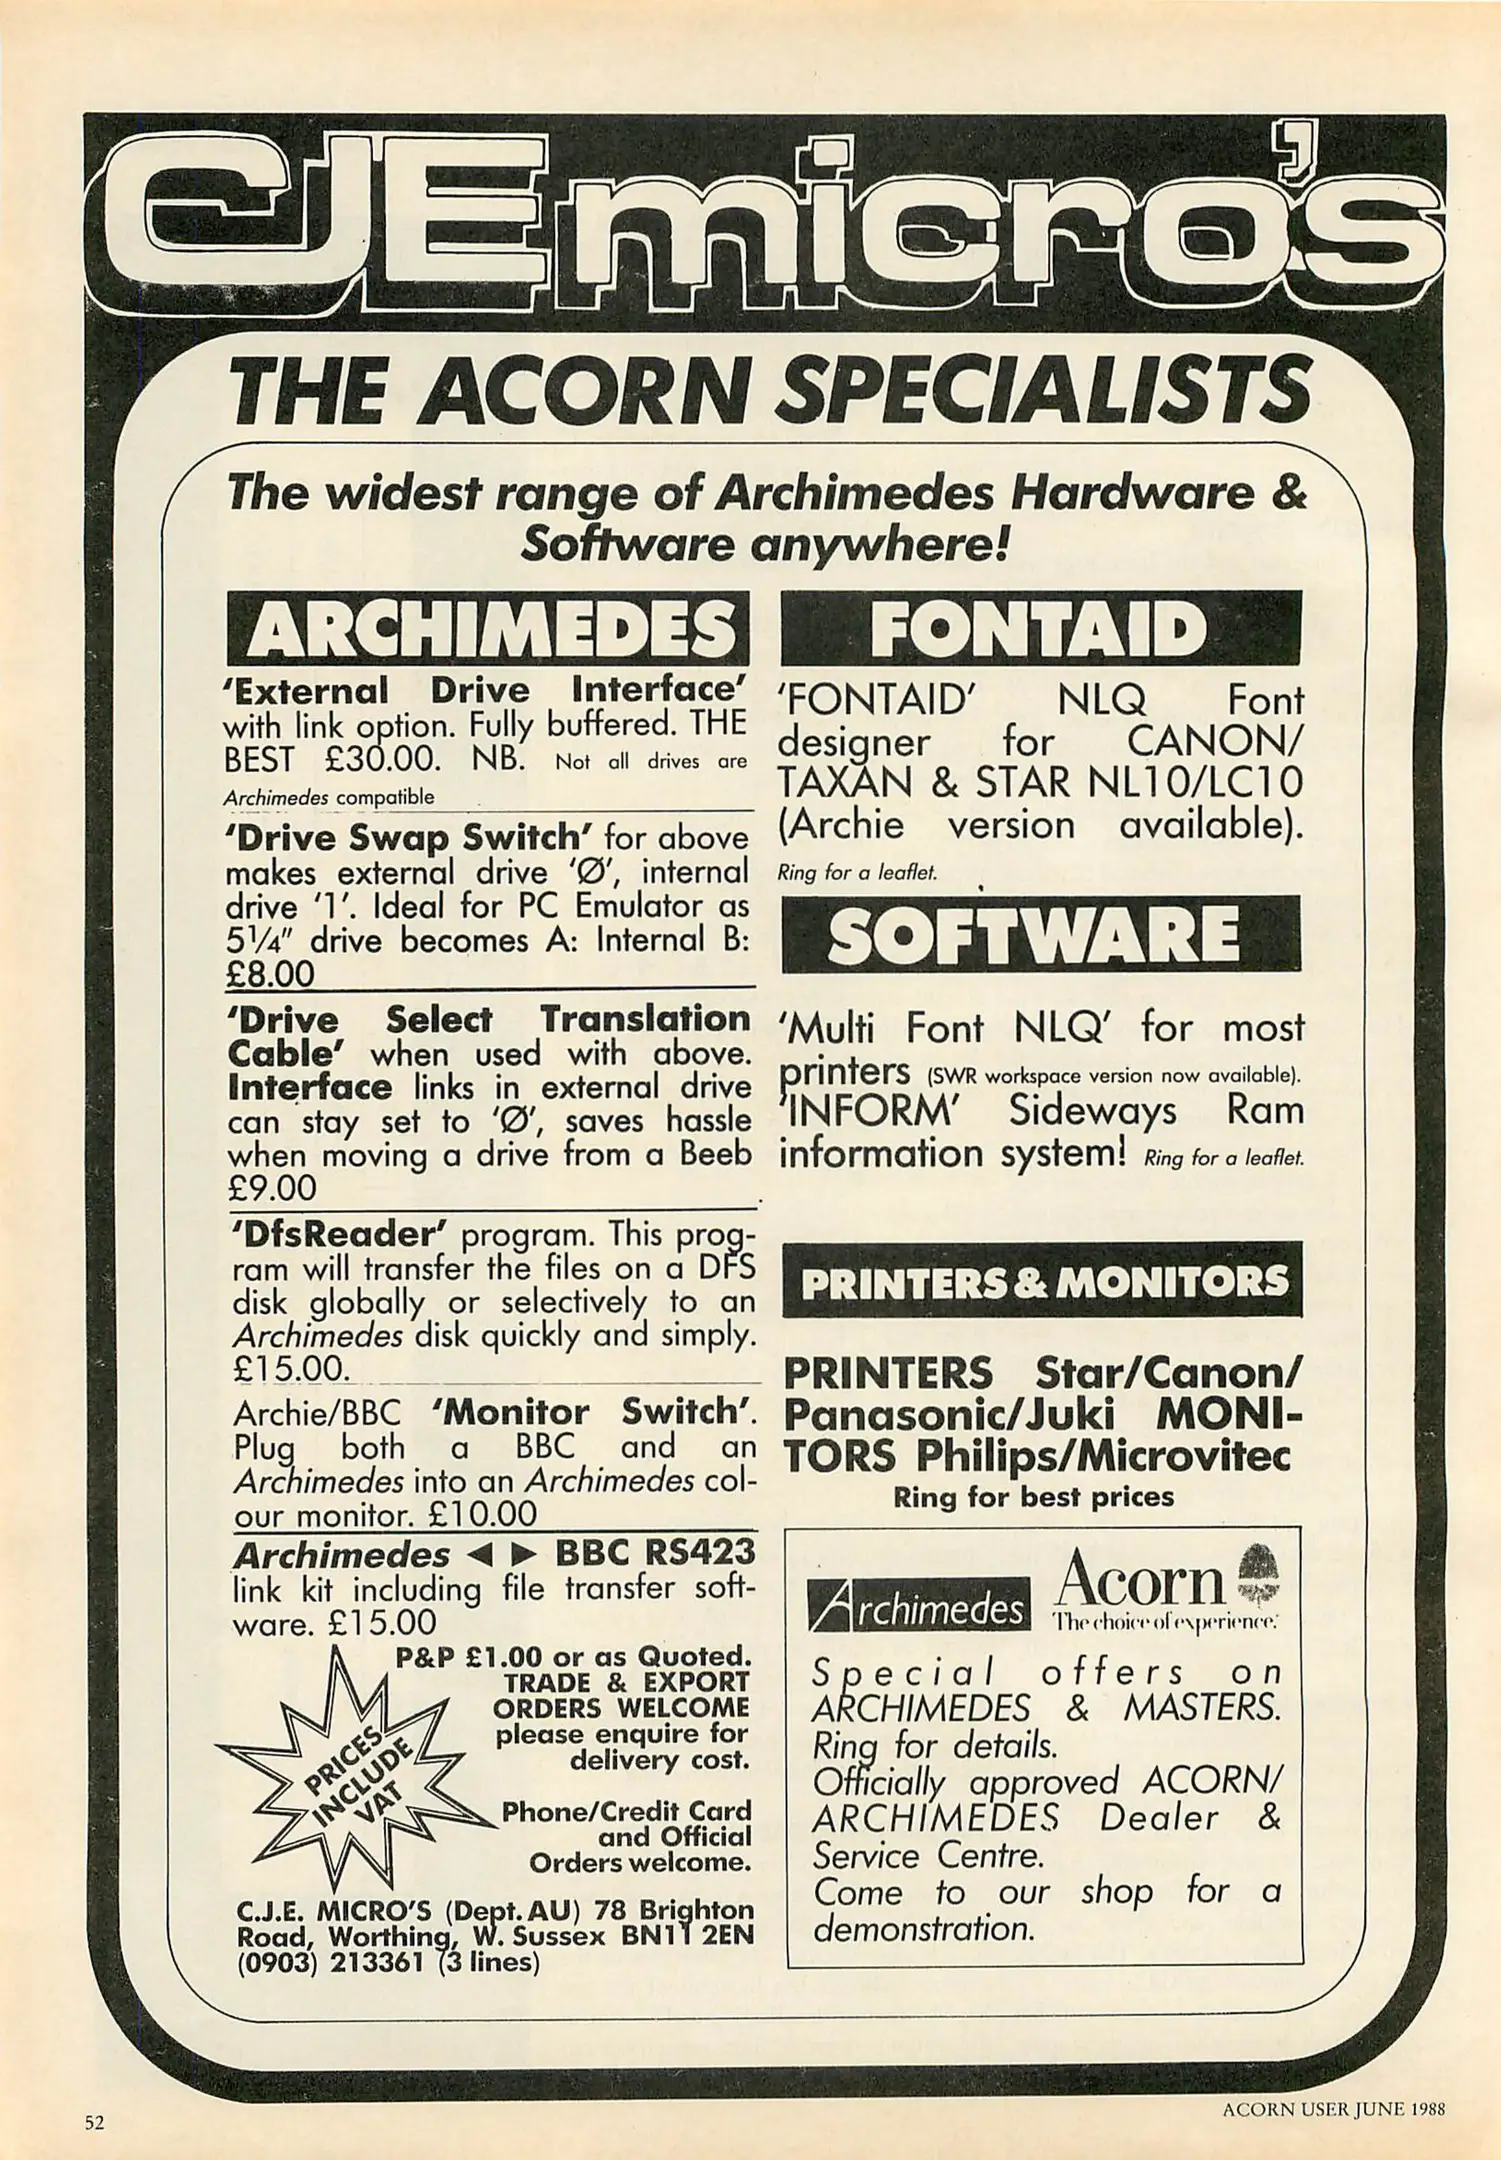 CJE micro's
THE ACORN SPECIALISTS
The widest range of Archimedes Hardware &
Software anywhere!
ARCHIMEDES
'External Drive Interface'
with link option. Fully buffered. THE
BEST £30.00. NB. Not all drives are
Archimedes compatible
'Drive Swap Switch' for above
makes external drive 'Ø', internal
drive '1'. Ideal for PC Emulator as
5¼" drive becomes A: Internal B:
£8.00
'Drive Select Translation
Cable' when used with above.
Interface links in external drive
can stay set to 'Ø', saves hassle
when moving a drive from a Beeb
£9.00
'DfsReader' program. This prog-
ram will transfer the files on a DFS
disk globally or selectively to an
Archimedes disk quickly and simply.
£15.00.
Archie/BBC 'Monitor Switch'.
Plug both a BBC and an
Archimedes into an Archimedes col-
our monitor. £10.00
Archimedes ◄ ► BBC RS423
link kit including file transfer soft-
ware. £15.00
P&P £1.00 or as Quoted.
TRADE & EXPORT
ORDERS WELCOME
please enquire for
delivery cost.
PRICES
INCLUDE
VAT
Phone/Credit Card
and Official
Orders welcome.
C.J.E. MICRO'S (Dept. AU) 78 Brighton
Road, Worthing, W. Sussex BN11 2EN
(0903) 213361 (3 lines)
FONTAID
'FONTAID' NLQ Font
designer for CANON/
TAXAN & STAR NL10/LC10
(Archie version available).
Ring for a leaflet.
SOFTWARE
'Multi Font NLQ' for most
printers (SWR workspace version now available).
'INFORM' Sideways Ram
information system! Ring for a leaflet.
PRINTERS & MONITORS
PRINTERS Star/Canon/
Panasonic/Juki MONI-
TORS Philips/Microvitec
Ring for best prices
Archimedes
Acorn
The choice of experience.
Special offers on
ARCHIMEDES & MASTERS.
Ring for details.
Officially approved ACORN/
ARCHIMEDES Dealer &
Service Centre.
Come to our shop for a
demonstration.
52
ACORN USER JUNE 1988